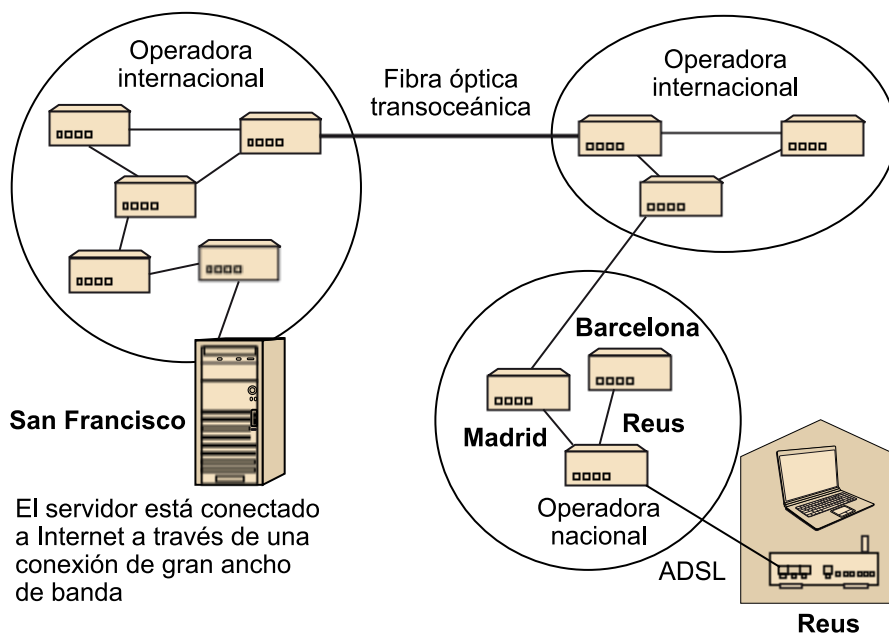 Operadora
internacional
Fibra óptica
transoceánica
Operadora
internacional
San Francisco
El servidor está conectado
a Internet a través de una
conexión de gran ancho
de banda
Barcelona
Madrid
Reus
Operadora
nacional
ADSL
Reus